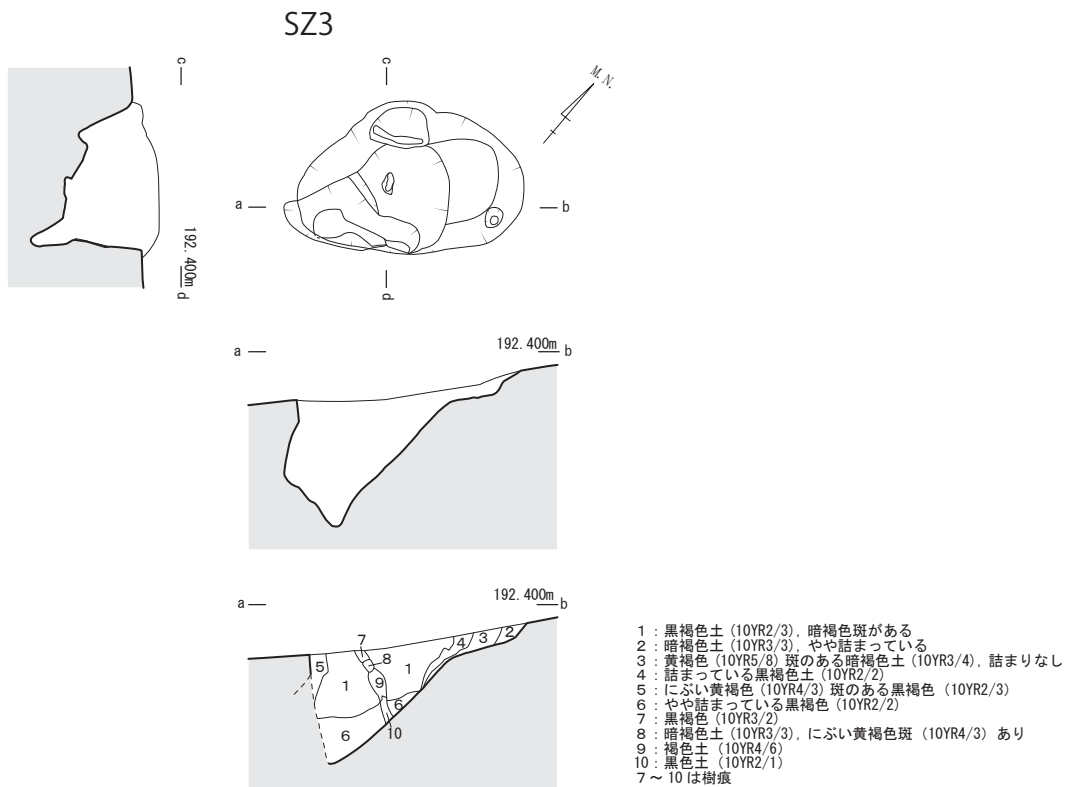 SZ3
c
c
M. N.
a
b
192. 400m
d
d
192. 400m
a
b
192. 400m
a
b
7
8
5
1
9
1
4
3
2
6
6
10
1 : 黒褐色土 (10YR2/3), 暗褐色斑がある
2 : 暗褐色土 (10YR3/3), やや詰まっている
3 : 黄褐色 (10YR5/8) 斑のある暗褐色土 (10YR3/4), 詰まりなし
4 : 詰まっている黒褐色土 (10YR2/2)
5 : にぶい黄褐色 (10YR4/3) 斑のある黒褐色 (10YR2/3)
6 : やや詰まっている黒褐色 (10YR2/2)
7 : 黒褐色 (10YR3/2)
8 : 暗褐色土 (10YR3/3), にぶい黄褐色斑 (10YR4/3) あり
9 : 褐色土 (10YR4/6)
10 : 黒色土 (10YR2/1)
7～10 は樹痕